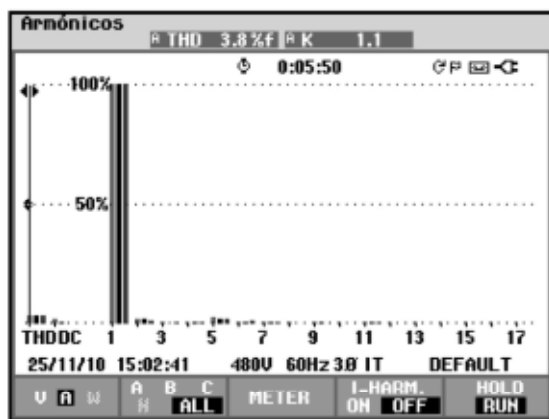 Armónicos
A THD 3.8%f A K 1.1
0:05:50
100%
50%
THDDC 1 3 5 7 9 11 13 15 17
25/11/10 15:02:41 480V 60Hz 3Ø IT DEFAULT
V A W A B C N ALL METER I-HARM. ON OFF HOLD RUN